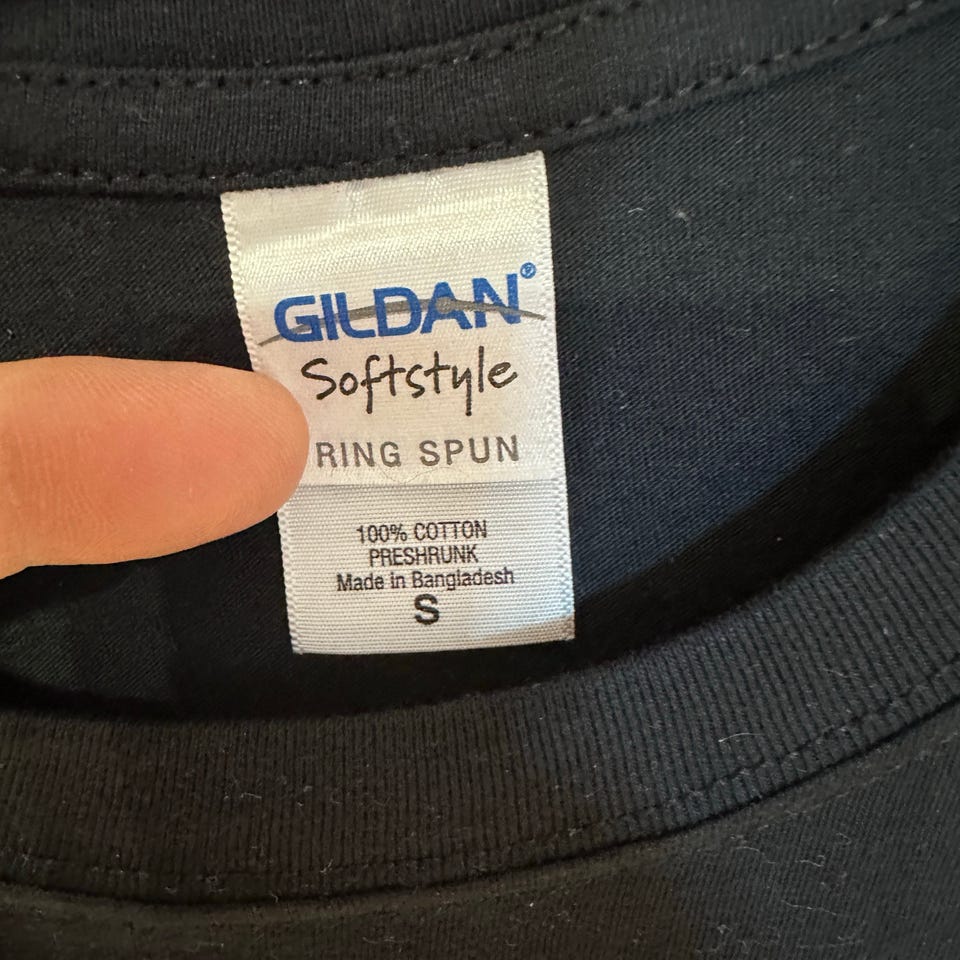 GILDAN®
Softstyle
RING SPUN
100% COTTON
PRESHRUNK
Made in Bangladesh
S